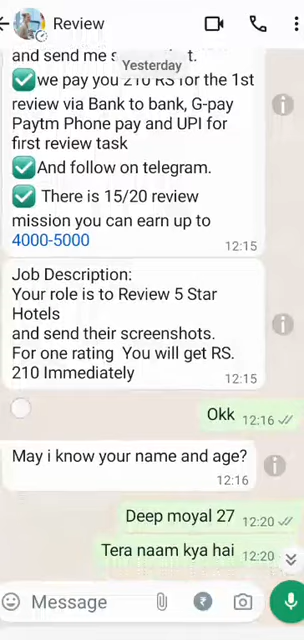 Review
and send me
Yesterday
we pay you 210 RS for the 1st
review via Bank to bank, G-pay
Paytm Phone pay and UPI for
first review task
And follow on telegram.
There is 15/20 review
mission you can earn up to
4000-5000
12:15
Job Description:
Your role is to Review 5 Star
Hotels
and send their screenshots.
For one rating You will get RS.
210 Immediately
12:15
Okk
12:16
May i know your name and age?
12:16
Deep moyal 27
12:20
Tera naam kya hai
12:20
Message